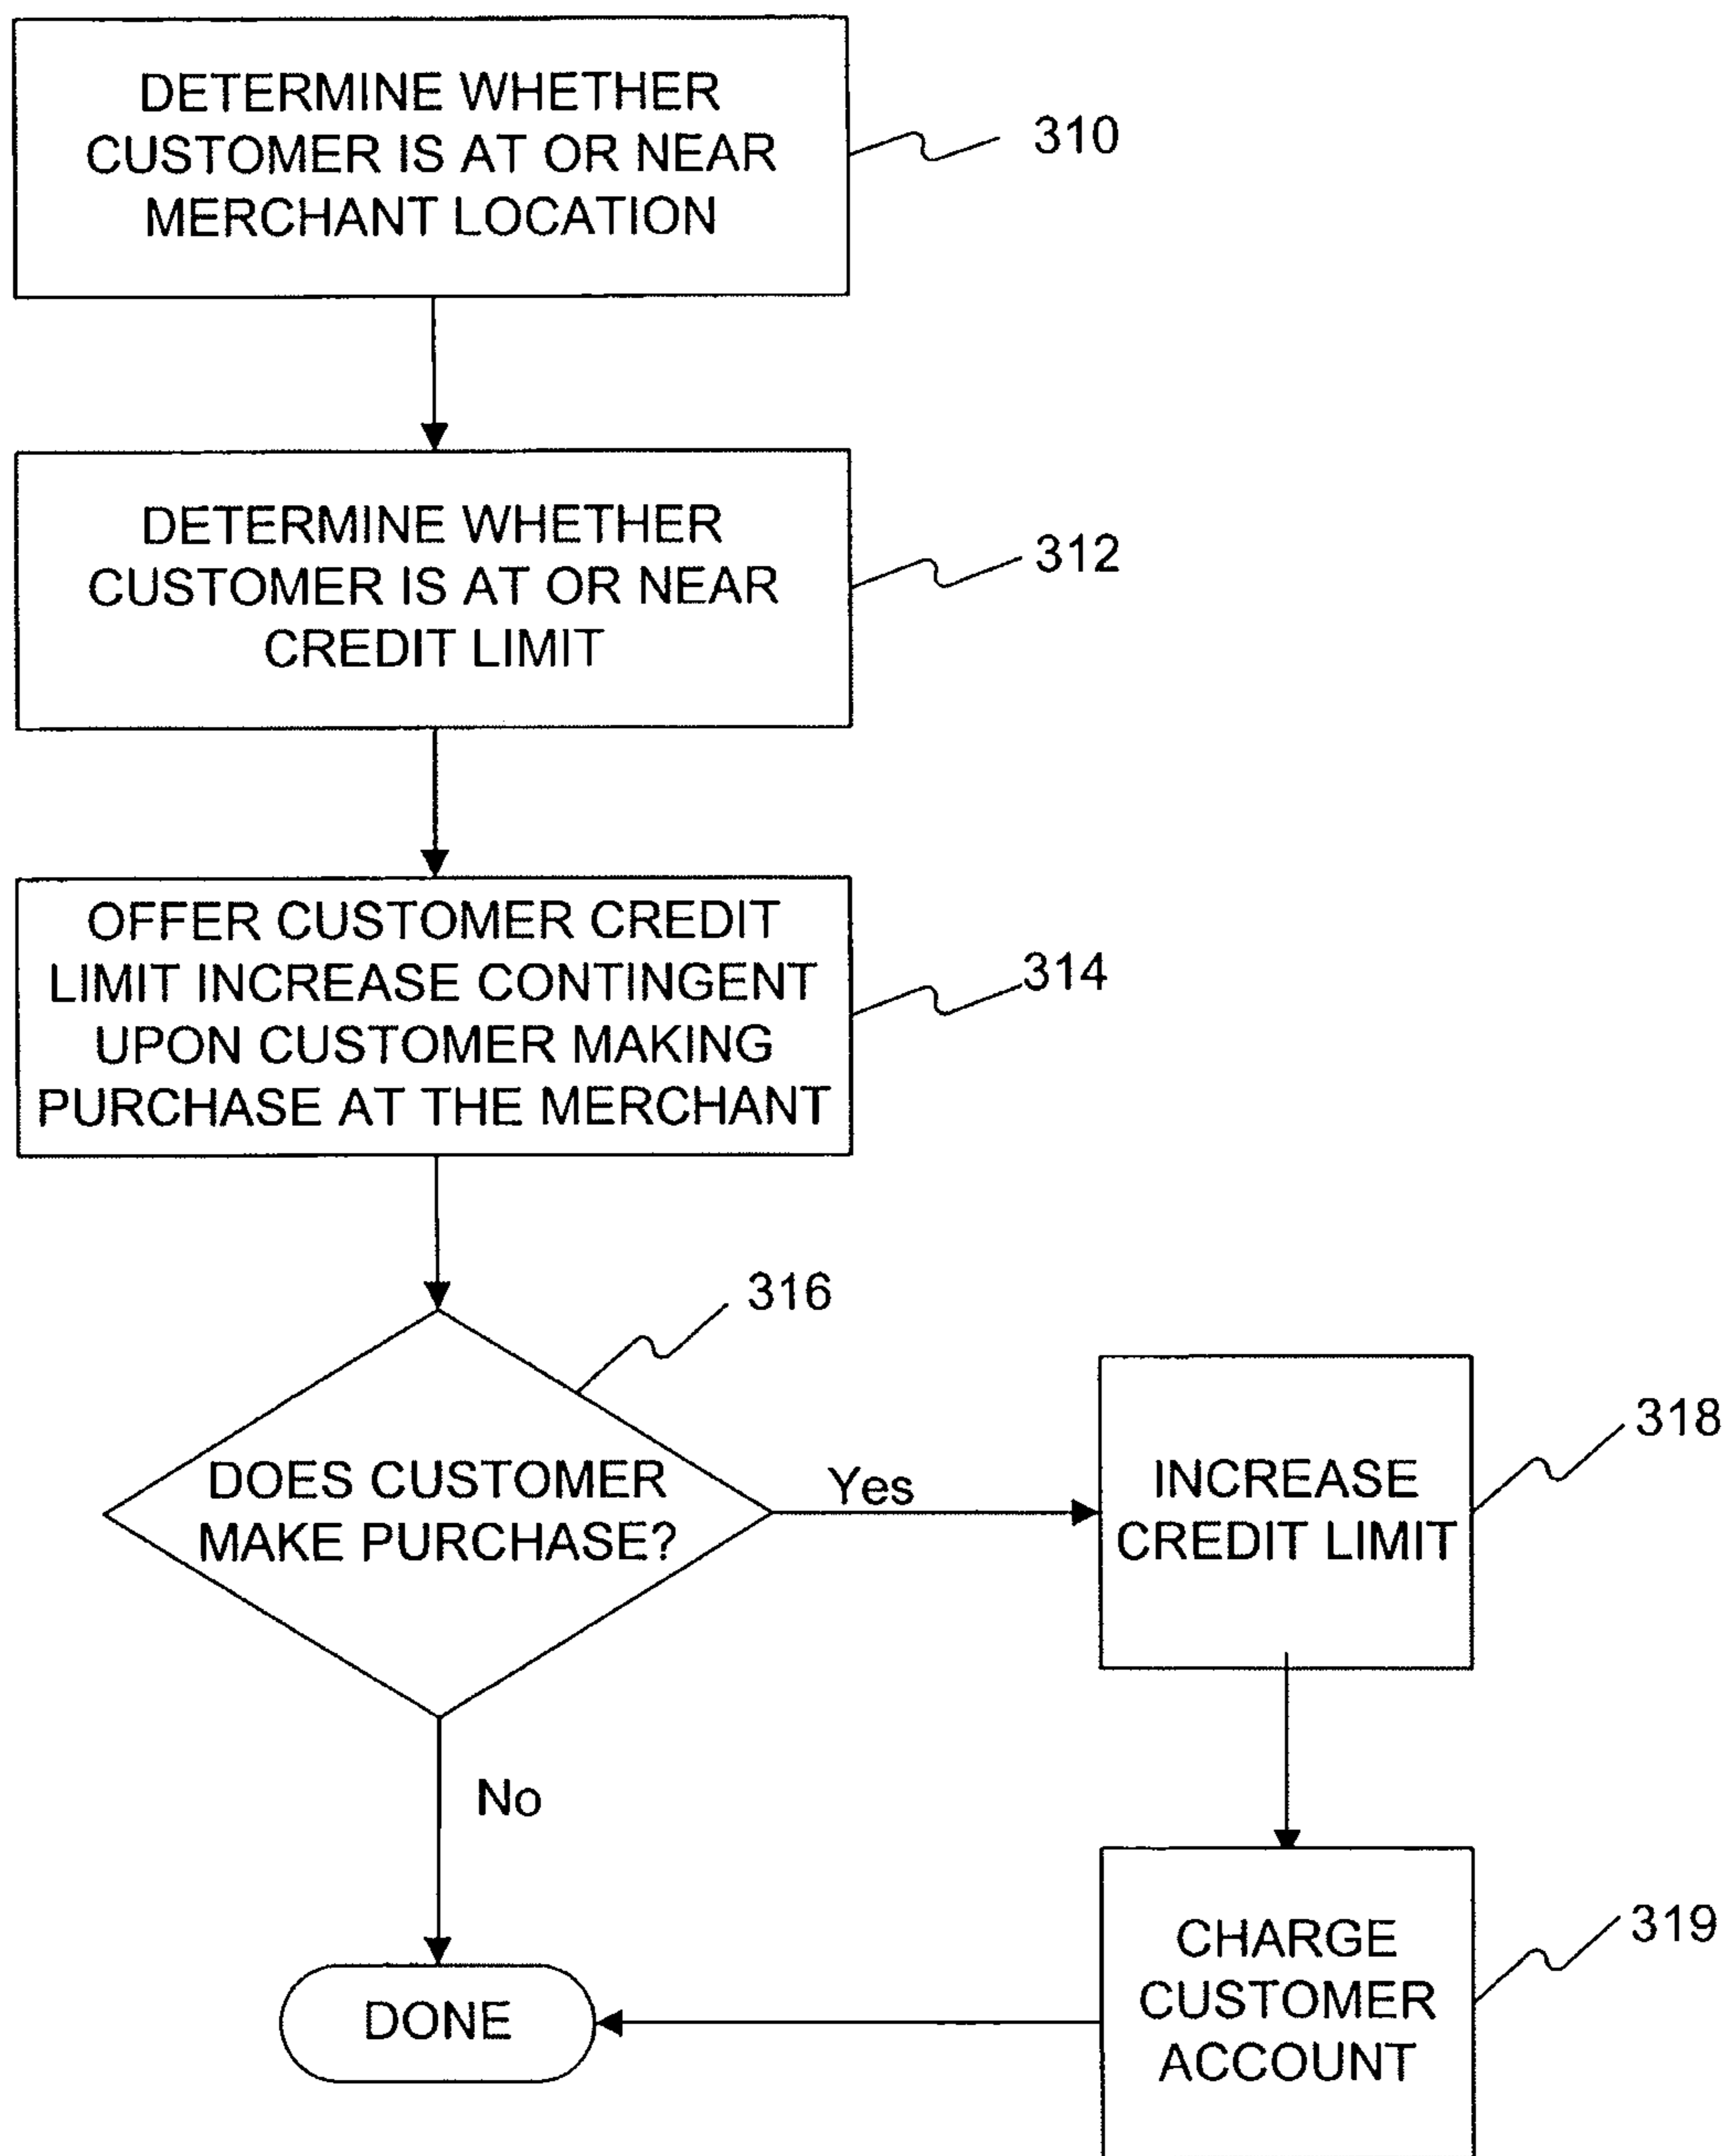 DETERMINE WHETHER
CUSTOMER IS AT OR NEAR
MERCHANT LOCATION
310
DETERMINE WHETHER
CUSTOMER IS AT OR NEAR
CREDIT LIMIT
312
OFFER CUSTOMER CREDIT
LIMIT INCREASE CONTINGENT
UPON CUSTOMER MAKING
PURCHASE AT THE MERCHANT
314
316
DOES CUSTOMER
MAKE PURCHASE?
Yes
INCREASE
CREDIT LIMIT
318
No
CHARGE
CUSTOMER
ACCOUNT
319
DONE